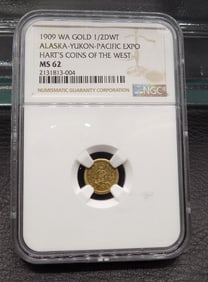 1909 WA GOLD 1/2DWT
ALASKA-YUKON-PACIFIC EXPO
HART'S COINS OF THE WEST
MS 62
2131813-004
NGC
NUMISMATIC GUARANTY CORPORATION